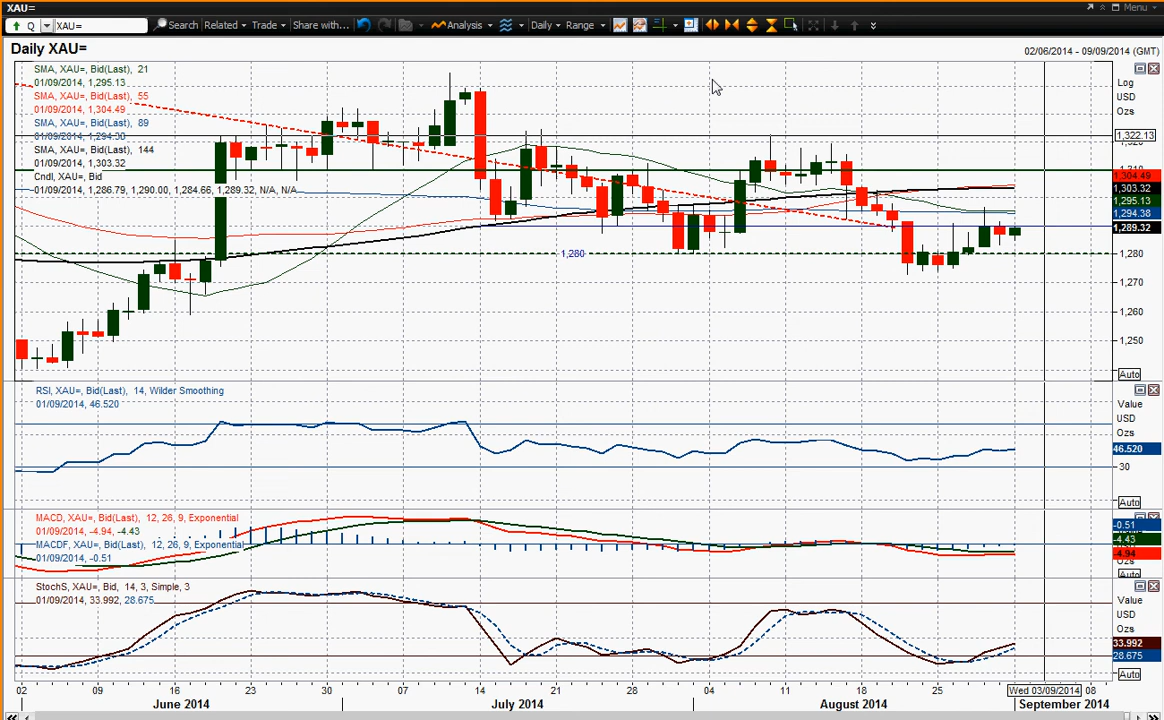 XAU=
Menu
Q XAU= Search Related Trade Share with... Analysis Daily Range
Daily XAU=
02/06/2014 - 09/09/2014 (GMT)
SMA, XAU=, Bid(Last), 21
01/09/2014, 1,295.13
SMA, XAU=, Bid(Last), 55
01/09/2014, 1,304.49
SMA, XAU=, Bid(Last), 89
01/09/2014, 1,294.38
SMA, XAU=, Bid(Last), 144
01/09/2014, 1,303.32
Cndl, XAU=, Bid
01/09/2014, 1,286.79, 1,290.00, 1,284.66, 1,289.32, N/A, N/A
Log
USD
Ozs
1,322.13
1,304.49
1,303.32
1,295.13
1,294.38
1,289.32
1,280
1,280
1,270
1,260
1,250
Auto
RSI, XAU=, Bid(Last), 14, Wilder Smoothing
01/09/2014, 46.520
Value
USD
Ozs
46.520
30
Auto
MACD, XAU=, Bid(Last), 12, 26, 9, Exponential
01/09/2014, -4.94, -4.43
MACDF, XAU=, Bid(Last), 12, 26, 9, Exponential
01/09/2014, -0.51
-0.51
-4.43
-4.94
Ozs
Auto
StochS, XAU=, Bid, 14, 3, Simple, 3
01/09/2014, 33.992, 28.675
Value
USD
Ozs
33.992
28.675
Auto
02 09 16 23 30 07 14 21 28 04 11 18 25 Wed 03/09/2014 08
June 2014 July 2014 August 2014 September 2014